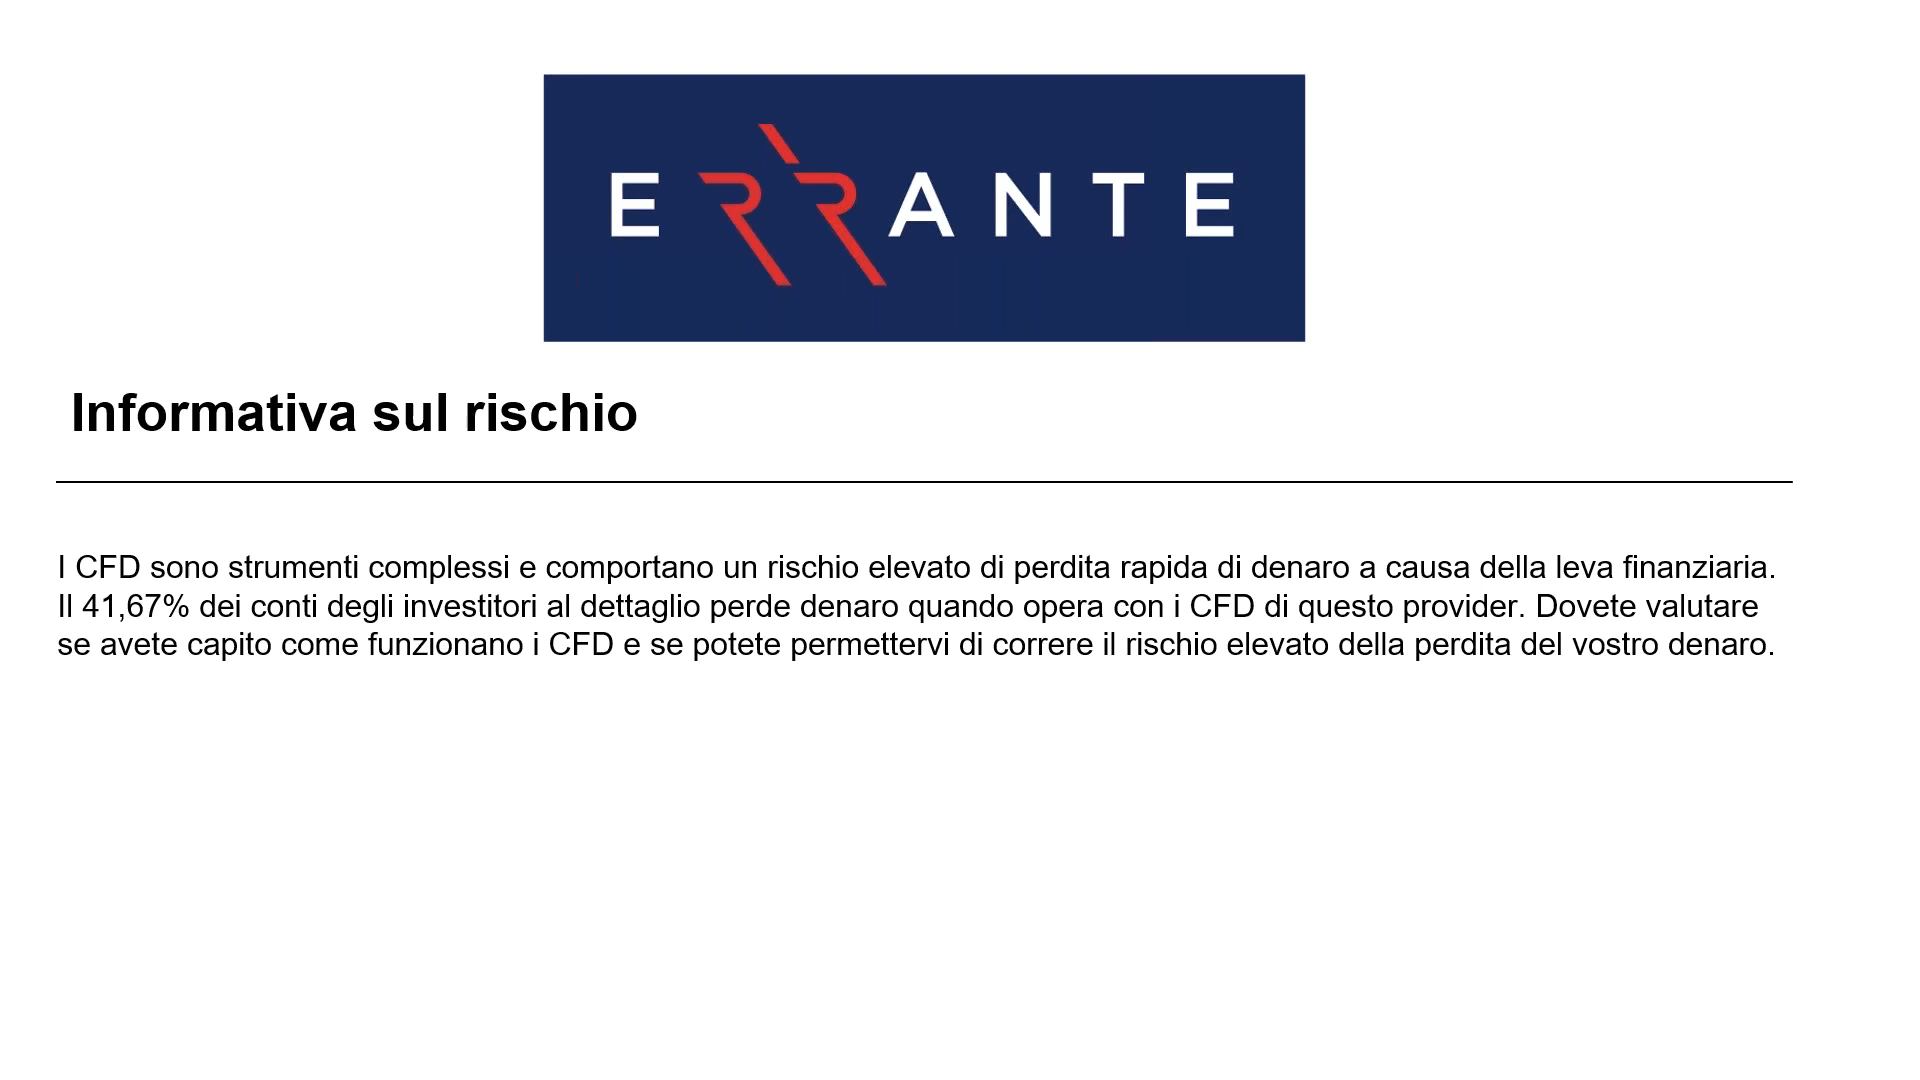 ERRANTE
Informativa sul rischio
I CFD sono strumenti complessi e comportano un rischio elevato di perdita rapida di denaro a causa della leva finanziaria.
Il 41,67% dei conti degli investitori al dettaglio perde denaro quando opera con i CFD di questo provider. Dovete valutare
se avete capito come funzionano i CFD e se potete permettervi di correre il rischio elevato della perdita del vostro denaro.